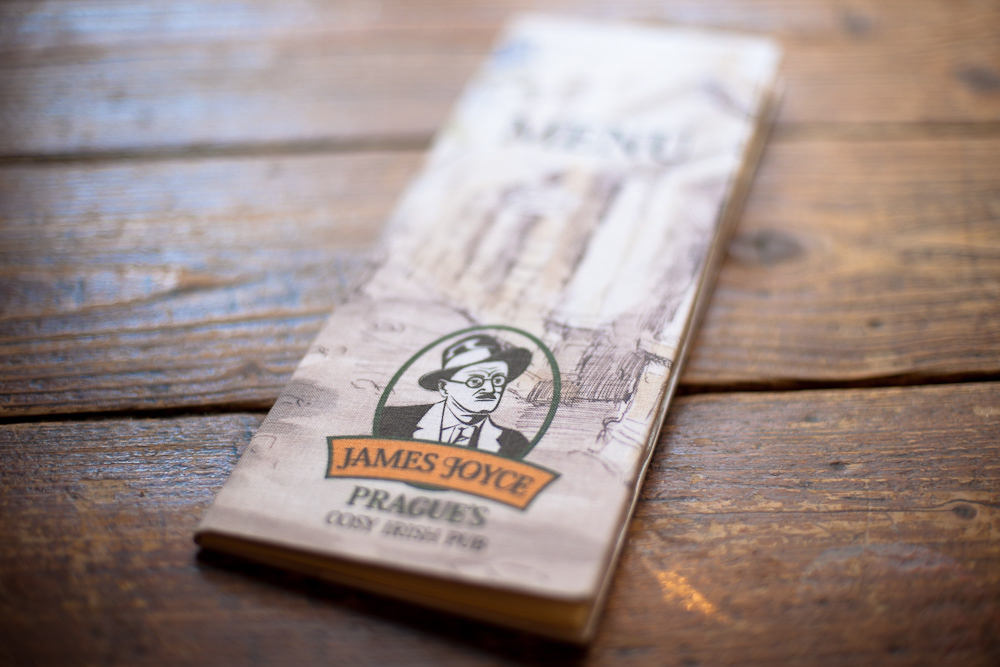 MENU
JAMES JOYCE
PRAGUE'S
COSY IRISH PUB